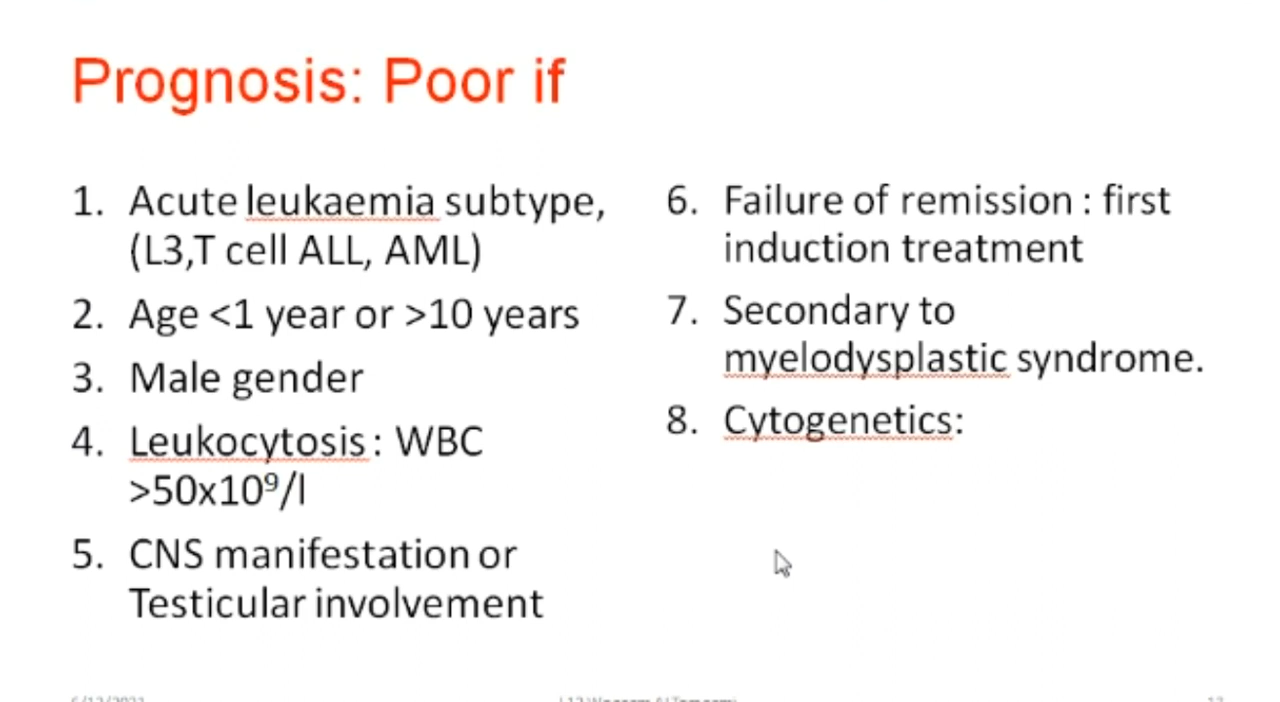 Prognosis: Poor if
1. Acute leukaemia subtype,
(L3,T cell ALL, AML)
2. Age <1 year or >10 years
3. Male gender
4. Leukocytosis: WBC
>50x10⁹/l
5. CNS manifestation or
Testicular involvement
6. Failure of remission : first
induction treatment
7. Secondary to
myelodysplastic syndrome.
8. Cytogenetics: